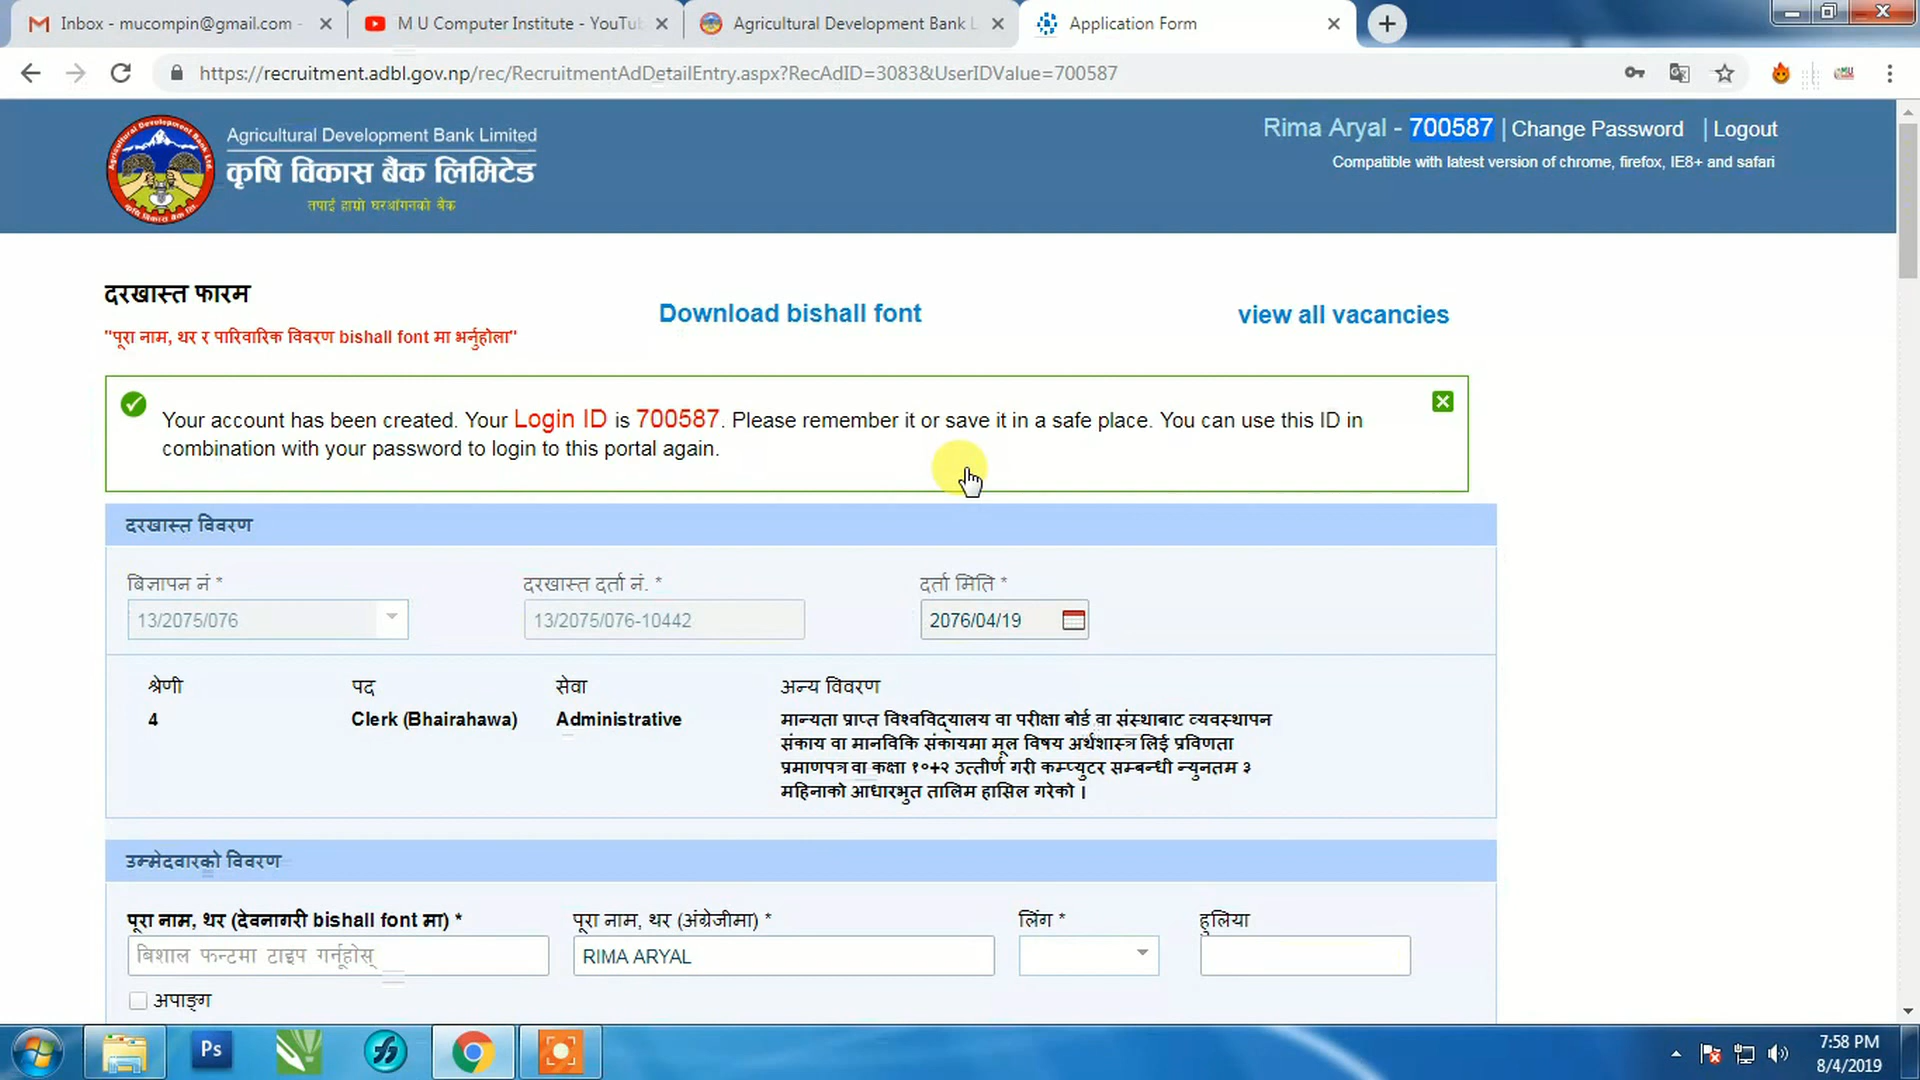 Inbox - mucompin@gmail.com -
M U Computer Institute - YouTu
Agricultural Development Bank L
Application Form
https://recruitment.adbl.gov.np/rec/RecruitmentAdDetailEntry.aspx?RecAdID=3083&UserIDValue=700587
Agricultural Development Bank Limited
कृषि विकास बैंक लिमिटेड
तपाई हाम्रो घरआँगनको बैंक
Rima Aryal - 700587 | Change Password | Logout
Compatible with latest version of chrome, firefox, IE8+ and safari
दरखास्त फारम
Download bishall font
view all vacancies
"पूरा नाम, थर र पारिवारिक विवरण bishall font मा भर्नुहोला"
Your account has been created. Your Login ID is 700587. Please remember it or save it in a safe place. You can use this ID in
combination with your password to login to this portal again.
दरखास्त विवरण
बिज्ञापन नं *
दरखास्त दर्ता नं. *
दर्ता मिति *
13/2075/076
13/2075/076-10442
2076/04/19
श्रेणी
पद
सेवा
अन्य विवरण
4
Clerk (Bhairahawa)
Administrative
मान्यता प्राप्त विश्वविद्यालय वा परीक्षा बोर्ड वा संस्थाबाट व्यवस्थापन
संकाय वा मानविकि संकायमा मूल विषय अर्थशास्त्र लिई प्रविणता
प्रमाणपत्र वा कक्षा १०+२ उत्तीर्ण गरी कम्प्युटर सम्बन्धी न्युनतम ३
महिनाको आधारभुत तालिम हासिल गरेको ।
उम्मेदवारको विवरण
पूरा नाम, थर (देवनागरी bishall font मा) *
पूरा नाम, थर (अंग्रेजीमा) *
लिंग *
हुलिया
बिशाल फन्टमा टाइप गर्नूहोस्
RIMA ARYAL
अपाङ्ग
Ps
7:58 PM
8/4/2019